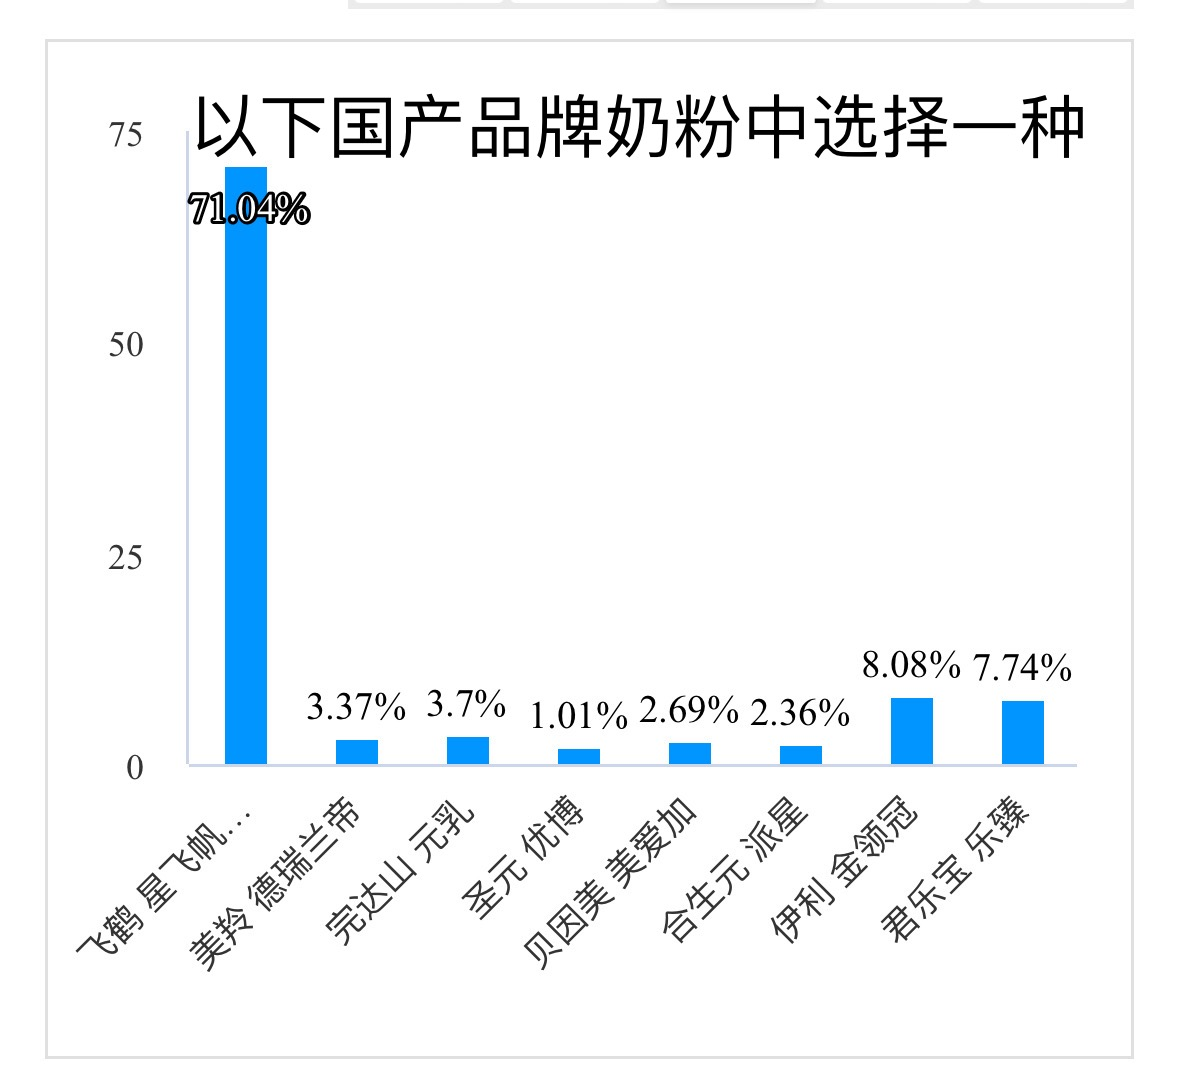 以下国产品牌奶粉中选择一种
75
50
25
0
71.04%
3.37%
3.7%
1.01%
2.69%
2.36%
8.08%
7.74%
飞鹤 星飞帆…
美羚 德瑞兰帝
完达山 元乳
圣元 优博
贝因美 美爱加
合生元 派星
伊利 金领冠
君乐宝 乐臻